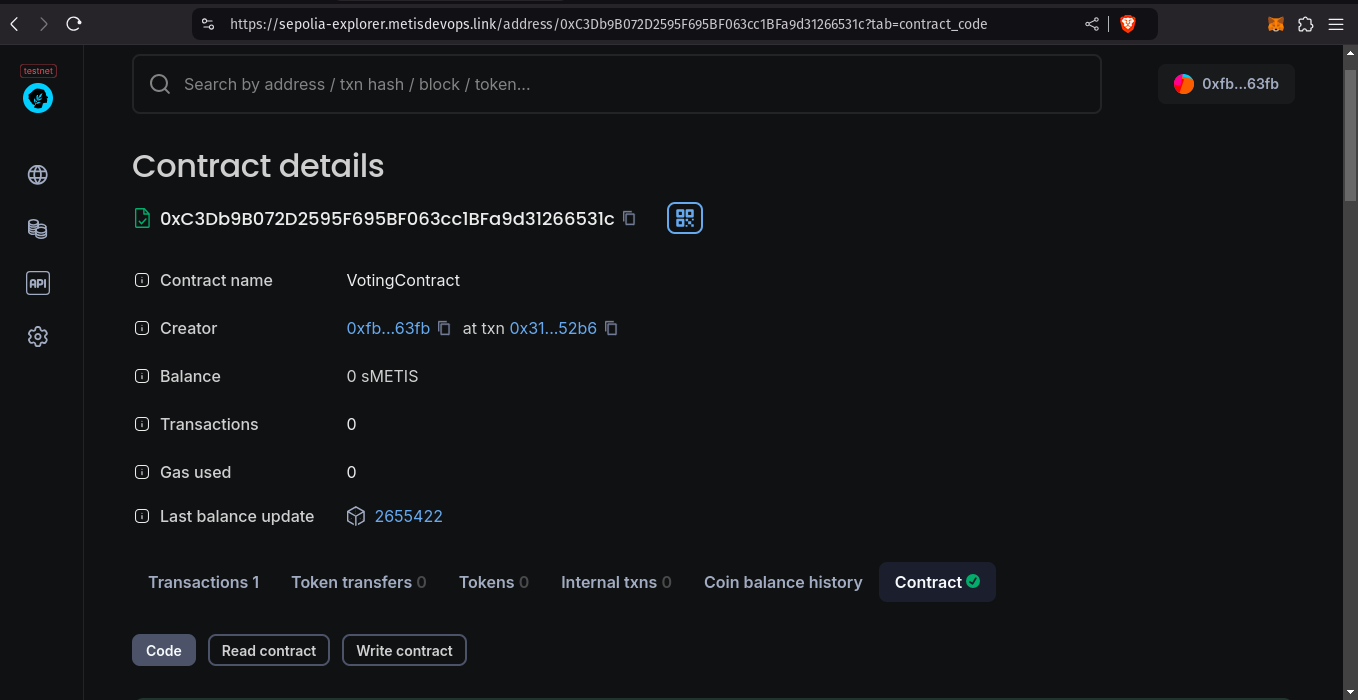 https://sepolia-explorer.metisdevops.link/address/0xC3Db9B072D2595F695BF063cc1BFa9d31266531c?tab=contract_code
testnet
Search by address / txn hash / block / token...
0xfb...63fb
Contract details
0xC3Db9B072D2595F695BF063cc1BFa9d31266531c
Contract name VotingContract
Creator 0xfb...63fb at txn 0x31...52b6
Balance 0 sMETIS
Transactions 0
Gas used 0
Last balance update 2655422
Transactions 1 Token transfers 0 Tokens 0 Internal txns 0 Coin balance history Contract
Code Read contract Write contract
API